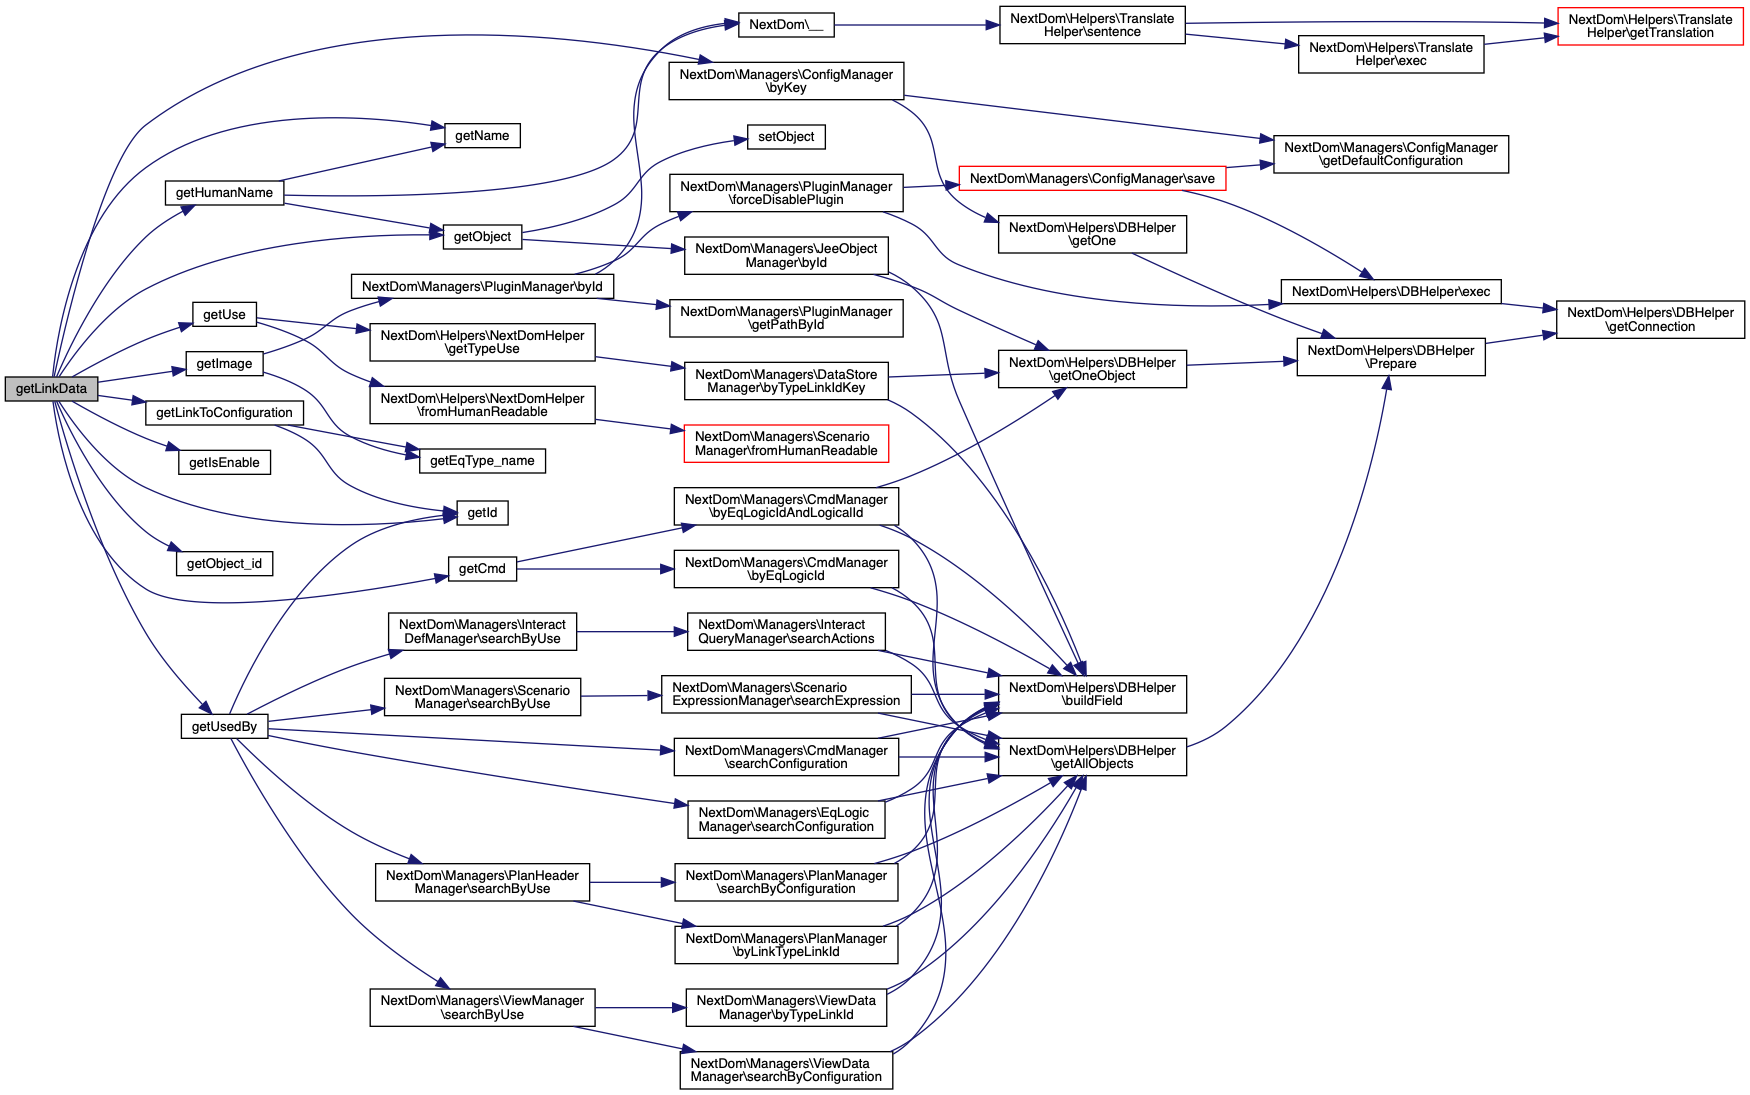 getLinkData
getHumanName
getUse
getImage
getLinkToConfiguration
getIsEnable
getObject_id
getUsedBy
getName
getObject
NextDom\Managers\PluginManager\byId
NextDom\Helpers\NextDomHelper
\getTypeUse
NextDom\Helpers\NextDomHelper
\fromHumanReadable
getEqType_name
getId
getCmd
NextDom\Managers\Interact
DefManager\searchByUse
NextDom\Managers\Scenario
Manager\searchByUse
NextDom\Managers\PlanHeader
Manager\searchByUse
NextDom\Managers\ViewManager
\searchByUse
NextDom\__
NextDom\Managers\ConfigManager
\byKey
setObject
NextDom\Managers\PluginManager
\forceDisablePlugin
NextDom\Managers\JeeObject
Manager\byId
NextDom\Managers\PluginManager
\getPathById
NextDom\Managers\DataStore
Manager\byTypeLinkIdKey
NextDom\Managers\Scenario
Manager\fromHumanReadable
NextDom\Managers\CmdManager
\byEqLogicIdAndLogicalId
NextDom\Managers\CmdManager
\byEqLogicId
NextDom\Managers\Interact
QueryManager\searchActions
NextDom\Managers\Scenario
ExpressionManager\searchExpression
NextDom\Managers\CmdManager
\searchConfiguration
NextDom\Managers\EqLogic
Manager\searchConfiguration
NextDom\Managers\PlanManager
\searchByConfiguration
NextDom\Managers\PlanManager
\byLinkTypeLinkId
NextDom\Managers\ViewData
Manager\byTypeLinkId
NextDom\Managers\ViewData
Manager\searchByConfiguration
NextDom\Helpers\Translate
Helper\sentence
NextDom\Managers\ConfigManager\save
NextDom\Helpers\DBHelper
\getOne
NextDom\Helpers\DBHelper
\getOneObject
NextDom\Helpers\DBHelper
\buildField
NextDom\Helpers\DBHelper
\getAllObjects
NextDom\Helpers\Translate
Helper\exec
NextDom\Managers\ConfigManager
\getDefaultConfiguration
NextDom\Helpers\DBHelper\exec
NextDom\Helpers\DBHelper
\Prepare
NextDom\Helpers\Translate
Helper\getTranslation
NextDom\Helpers\DBHelper
\getConnection